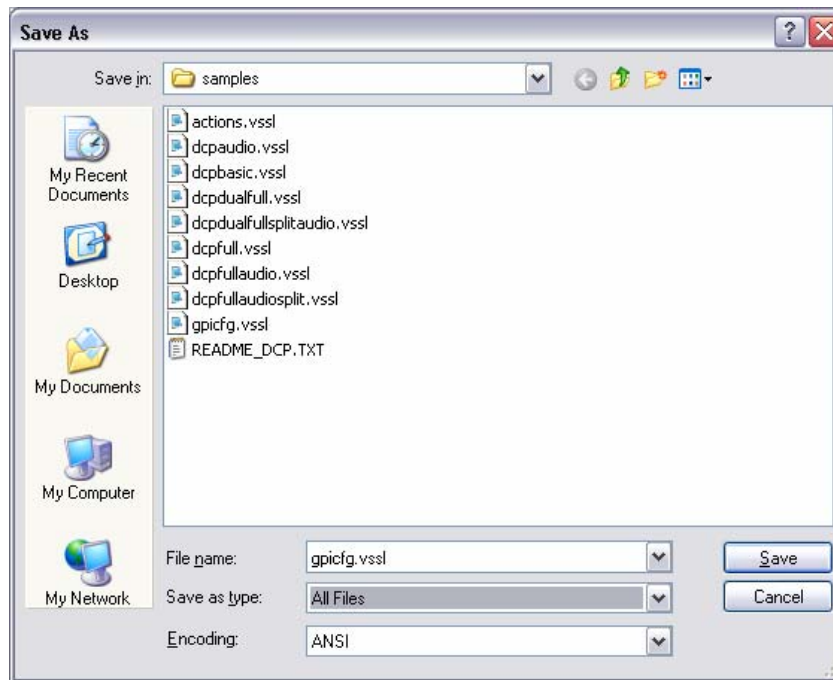 Save As
Save in: samples
My Recent
Documents
Desktop
My Documents
My Computer
My Network
actions.vssl
dcpaudio.vssl
dcpbasic.vssl
dcpdualfull.vssl
dcpdualfullsplitaudio.vssl
dcpfull.vssl
dcpfullaudio.vssl
dcpfullaudiosplit.vssl
gpicfg.vssl
README_DCP.TXT
File name: gpicfg.vssl Save
Save as type: All Files Cancel
Encoding: ANSI